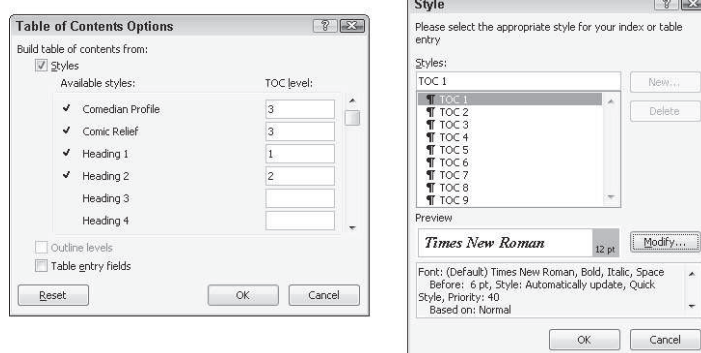 Table of Contents Options
Build table of contents from:
Styles
Available styles: TOC level:
Comedian Profile 3
Comic Relief 3
Heading 1 1
Heading 2 2
Heading 3
Heading 4
Outline levels
Table entry fields
Reset OK Cancel
Style
Please select the appropriate style for your index or table
entry
Styles:
TOC 1 New...
¶ TOC 1
¶ TOC 2 Delete
¶ TOC 3
¶ TOC 4
¶ TOC 5
¶ TOC 6
¶ TOC 7
¶ TOC 8
¶ TOC 9
Preview
Times New Roman 12 pt Modify...
Font: (Default) Times New Roman, Bold, Italic, Space
Before: 6 pt, Style: Automatically update, Quick
Style, Priority: 40
Based on: Normal
OK Cancel